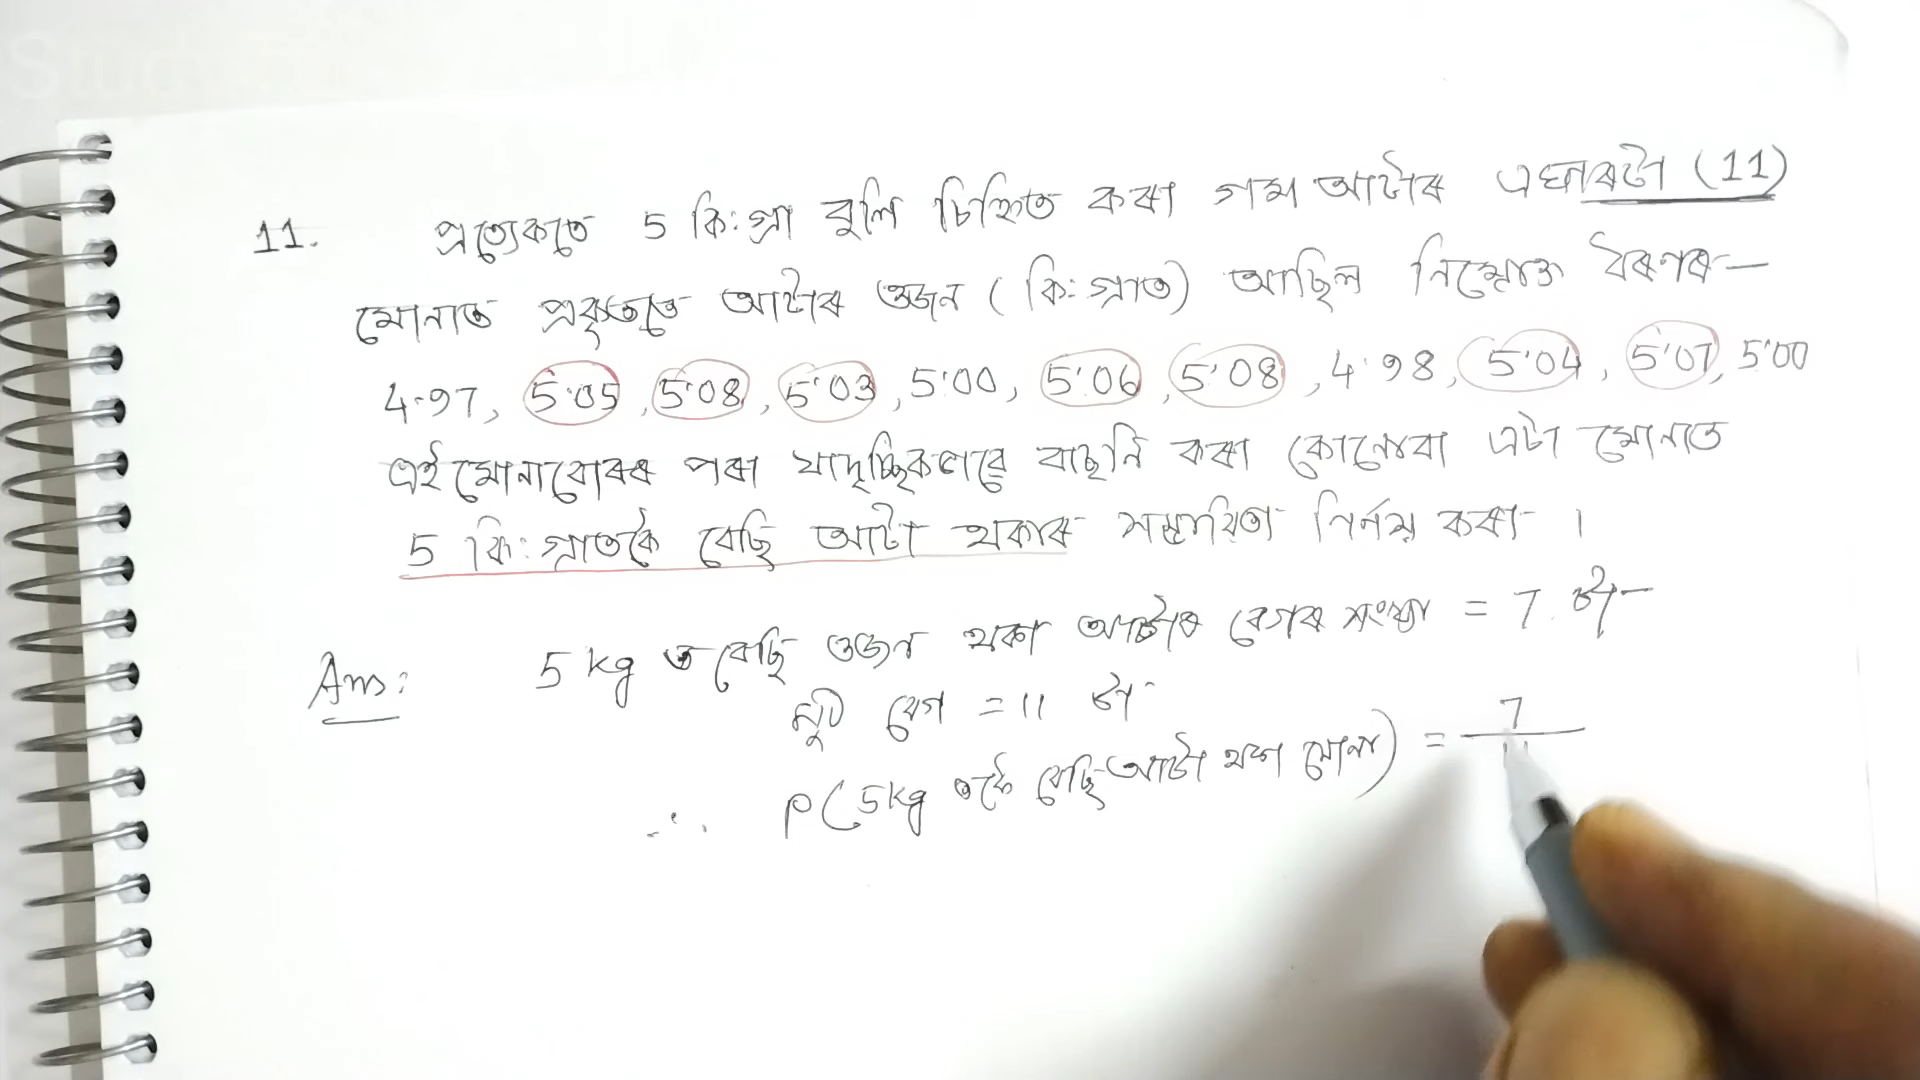 11. প্ৰত্যেকতে 5 কি:গ্ৰা বুলি চিহ্নিত কৰা গম আটাৰ এঘাৰটা (11)
মোনাত প্ৰকৃততে আটাৰ ওজন ( কি: গ্ৰাত) আছিল নিম্নোক্ত ধৰণৰ—
4.97, 5.05, 5.08, 5.03, 5.00, 5.06, 5.08, 4.98, 5.04, 5.07, 5.00
এই মোনাবোৰৰ পৰা যাদৃচ্ছিকভাৱে বাছনি কৰা কোনোবা এটা মোনাত
5 কি:গ্ৰাতকৈ বেছি আটা থকাৰ সম্ভাৱিতা নিৰ্ণয় কৰা ।
Ans: 5 kg ত বেছি ওজন থকা আটাৰ বেগৰ সংখ্যা = 7 টা
মুঠ বেগ = 11 টা
∴ P(5kg তকৈ বেছি আটা থকা মোনা) = 7/11